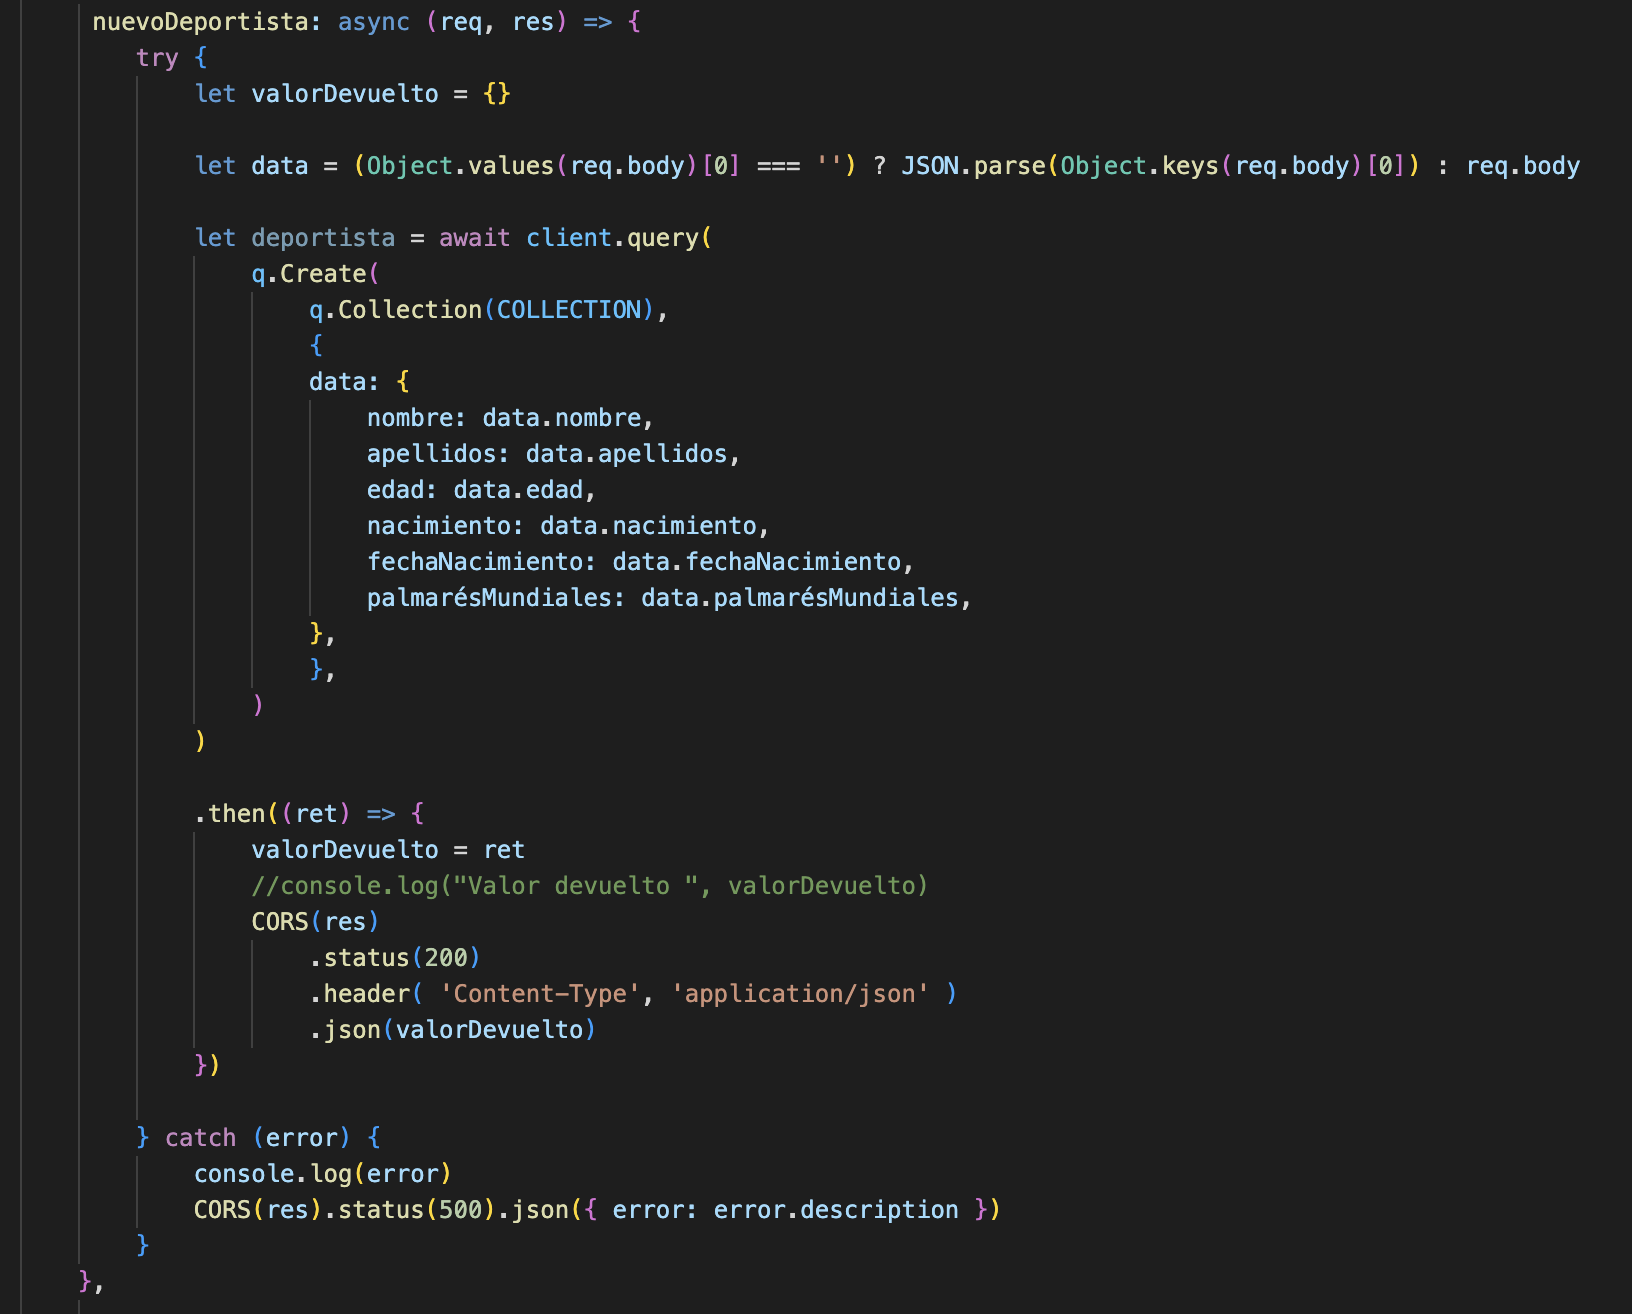 nuevoDeportista: async (req, res) => {
try {
let valorDevuelto = {}
let data = (Object.values(req.body)[0] === '') ? JSON.parse(Object.keys(req.body)[0]) : req.body
let deportista = await client.query(
q.Create(
q.Collection(COLLECTION),
{
data: {
nombre: data.nombre,
apellidos: data.apellidos,
edad: data.edad,
nacimiento: data.nacimiento,
fechaNacimiento: data.fechaNacimiento,
palmarésMundiales: data.palmarésMundiales,
},
},
)
)
.then((ret) => {
valorDevuelto = ret
//console.log("Valor devuelto ", valorDevuelto)
CORS(res)
.status(200)
.header( 'Content-Type', 'application/json' )
.json(valorDevuelto)
})
} catch (error) {
console.log(error)
CORS(res).status(500).json({ error: error.description })
}
},